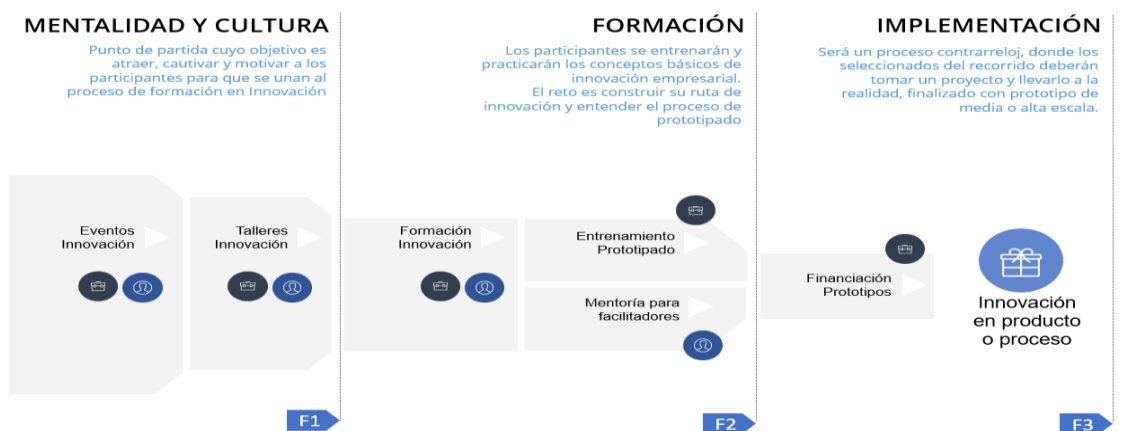 MENTALIDAD Y CULTURA
Punto de partida cuyo objetivo es
atraer, cautivar y motivar a los
participantes para que se unan al
proceso de formación en Innovación
Eventos
Innovación
Talleres
Innovación
F1
FORMACIÓN
Los participantes se entrenarán y
practicarán los conceptos básicos de
innovación empresarial.
El reto es construir su ruta de
innovación y entender el proceso de
prototipado
Formación
Innovación
Entrenamiento
Prototipado
Mentoría para
facilitadores
F2
IMPLEMENTACIÓN
Será un proceso contrarreloj, donde los
seleccionados del recorrido deberán
tomar un proyecto y llevarlo a la
realidad, finalizado con prototipo de
media o alta escala.
Financiación
Prototipos
Innovación
en producto
o proceso
F3